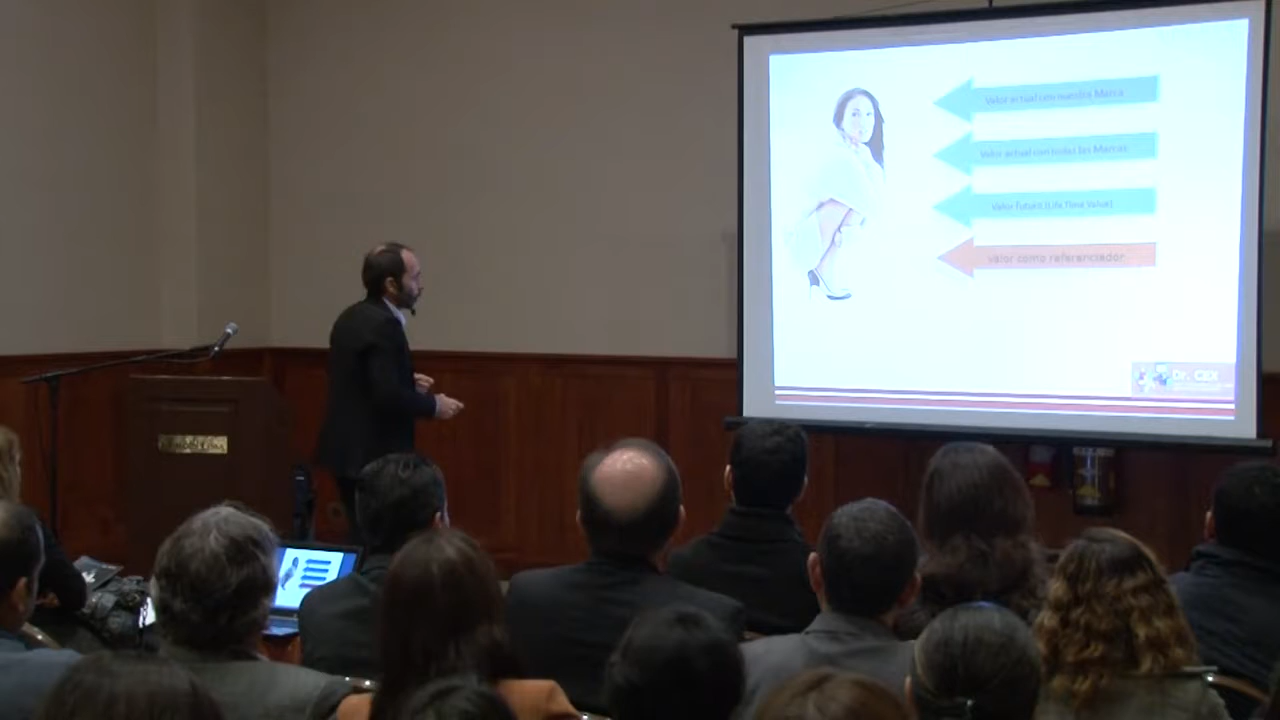 Valor actual con nuestra Marca
Valor actual con todas las Marcas
Valor futuro (Life Time Value)
Valor como referenciador
Dr. CEX